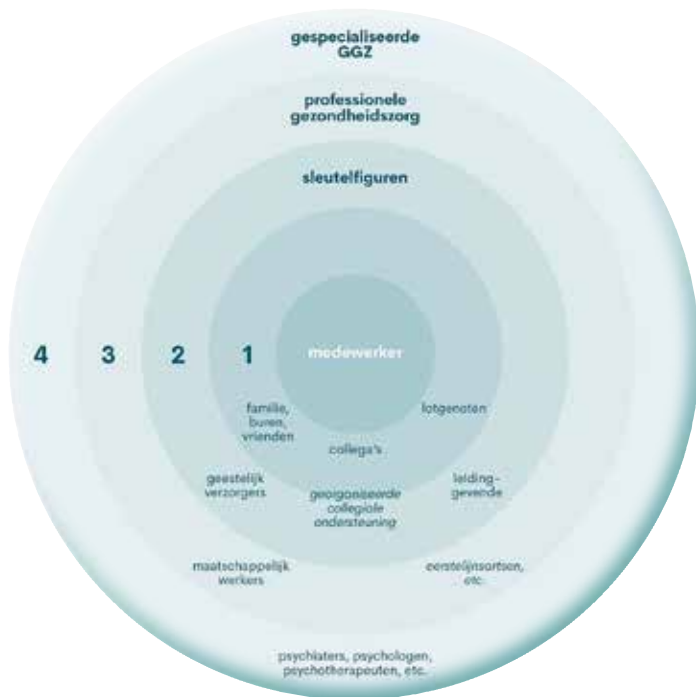 gespecialiseerde
GGZ
professionele
gezondheidszorg
sleutelfiguren
4 3 2 1 medewerker
familie,
buren,
vrienden
lotgenoten
collega's
geestelijk
verzorgers
georganiseerde
collegiale
ondersteuning
leiding-
gevende
maatschappelijk
werkers
eerstelijnsartsen,
etc.
psychiaters, psychologen,
psychotherapeuten, etc.